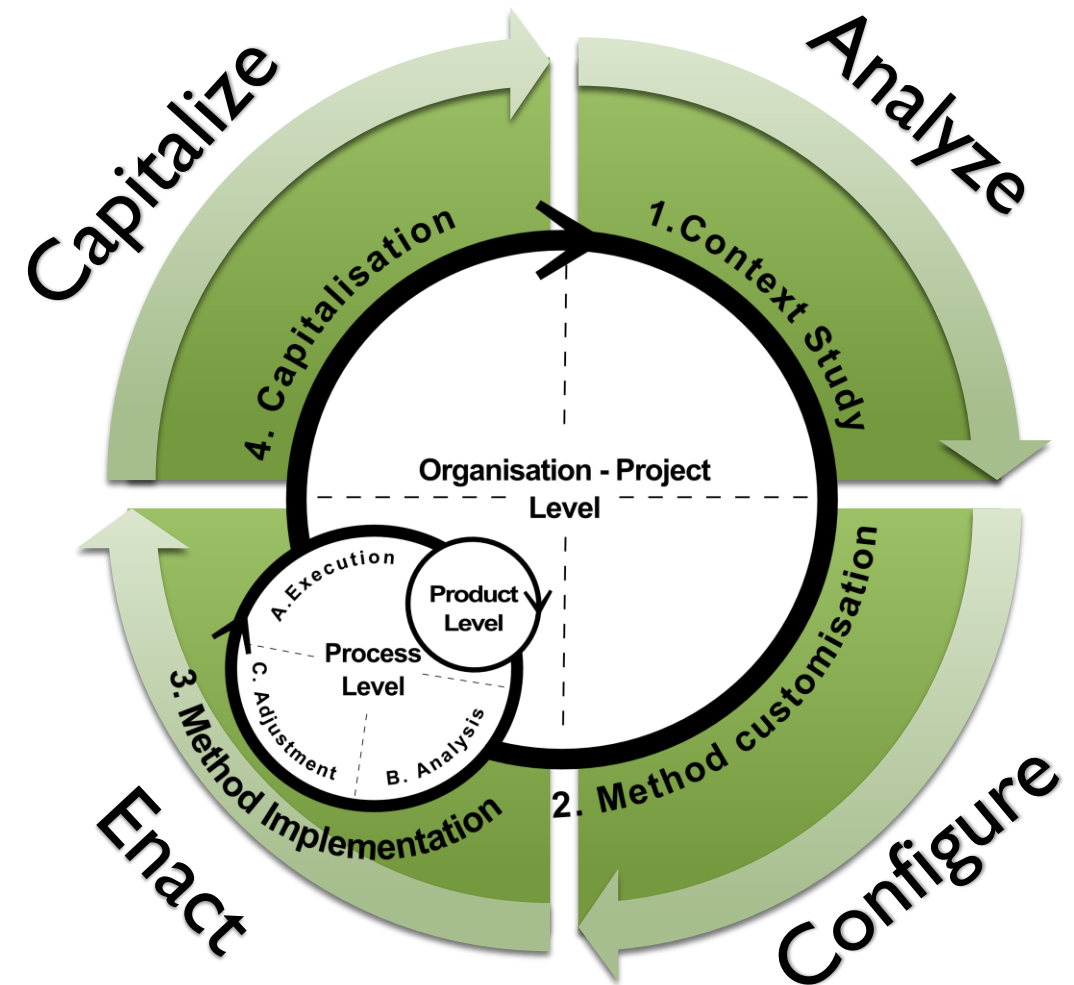 Capitalize
Analyze
1.Context Study
4. Capitalisation
Organisation - Project
Level
A.Execution
Product
Level
Process
Level
C. Adjustment
B. Analysis
3. Method Implementation
2. Method customisation
Enact
Configure